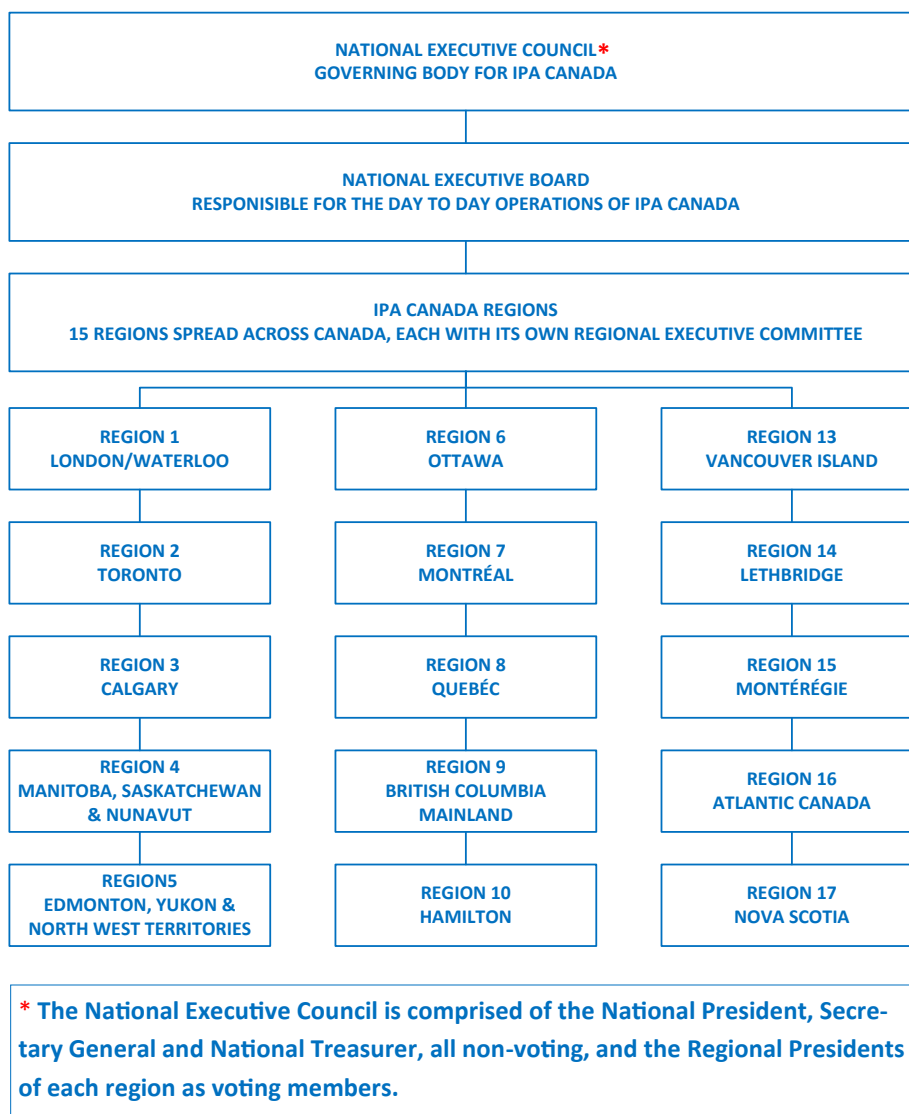 NATIONAL EXECUTIVE COUNCIL*
GOVERNING BODY FOR IPA CANADA
NATIONAL EXECUTIVE BOARD
RESPONISIBLE FOR THE DAY TO DAY OPERATIONS OF IPA CANADA
IPA CANADA REGIONS
15 REGIONS SPREAD ACROSS CANADA, EACH WITH ITS OWN REGIONAL EXECUTIVE COMMITTEE
REGION 1
LONDON/WATERLOO
REGION 2
TORONTO
REGION 3
CALGARY
REGION 4
MANITOBA, SASKATCHEWAN
& NUNAVUT
REGION5
EDMONTON, YUKON &
NORTH WEST TERRITORIES
REGION 6
OTTAWA
REGION 7
MONTRÉAL
REGION 8
QUEBÉC
REGION 9
BRITISH COLUMBIA
MAINLAND
REGION 10
HAMILTON
REGION 13
VANCOUVER ISLAND
REGION 14
LETHBRIDGE
REGION 15
MONTÉRÉGIE
REGION 16
ATLANTIC CANADA
REGION 17
NOVA SCOTIA
* The National Executive Council is comprised of the National President, Secre-
tary General and National Treasurer, all non-voting, and the Regional Presidents
of each region as voting members.